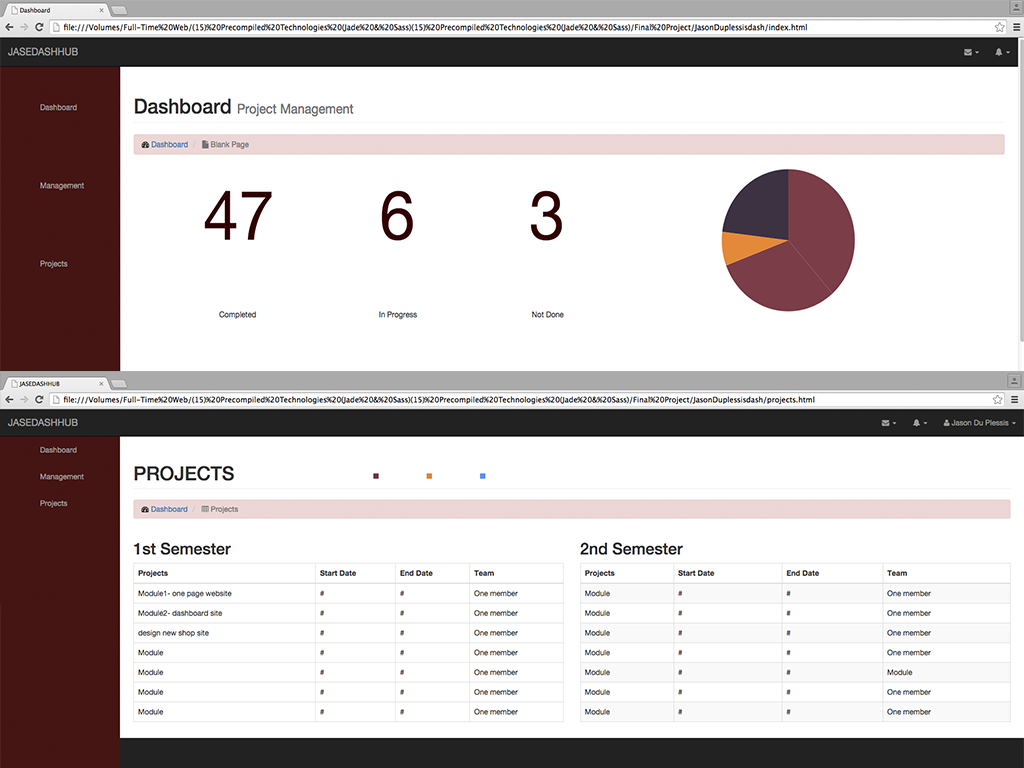 Dashboard
file:///Volumes/Full-Time%20Web/(15)%20Precompiled%20Technologies%20(Jade%20&%20Sass)(15)%20Precompiled%20Technologies%20(Jade%20&%20Sass)/Final%20Project/JasonDuplessisdash/index.html
JASEDASHHUB
Dashboard
Management
Projects
Dashboard Project Management
Dashboard / Blank Page
47 6 3
Completed In Progress Not Done
JASEDASHHUB
file:///Volumes/Full-Time%20Web/(15)%20Precompiled%20Technologies%20(Jade%20&%20Sass)(15)%20Precompiled%20Technologies%20(Jade%20&%20Sass)/Final%20Project/JasonDuplessisdash/projects.html
JASEDASHHUB Jason Du Plessis
Dashboard
Management
Projects
PROJECTS
Dashboard / Projects
1st Semester
Projects Start Date End Date Team
Module1- one page website # # One member
Module2- dashboard site # # One member
design new shop site # # One member
Module # # One member
Module # # One member
Module # # One member
Module # # One member
2nd Semester
Projects Start Date End Date Team
Module # # One member
Module # # One member
Module # # One member
Module # # One member
Module # # Module
Module # # One member
Module # # One member